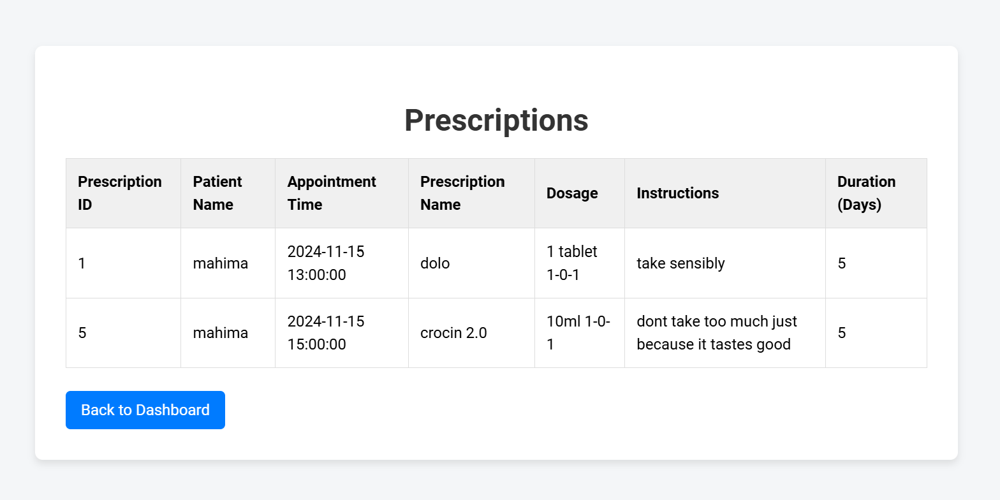 Prescriptions
Prescription ID
Patient Name
Appointment Time
Prescription Name
Dosage
Instructions
Duration (Days)
1
mahima
2024-11-15 13:00:00
dolo
1 tablet 1-0-1
take sensibly
5
5
mahima
2024-11-15 15:00:00
crocin 2.0
10ml 1-0-1
dont take too much just because it tastes good
5
Back to Dashboard